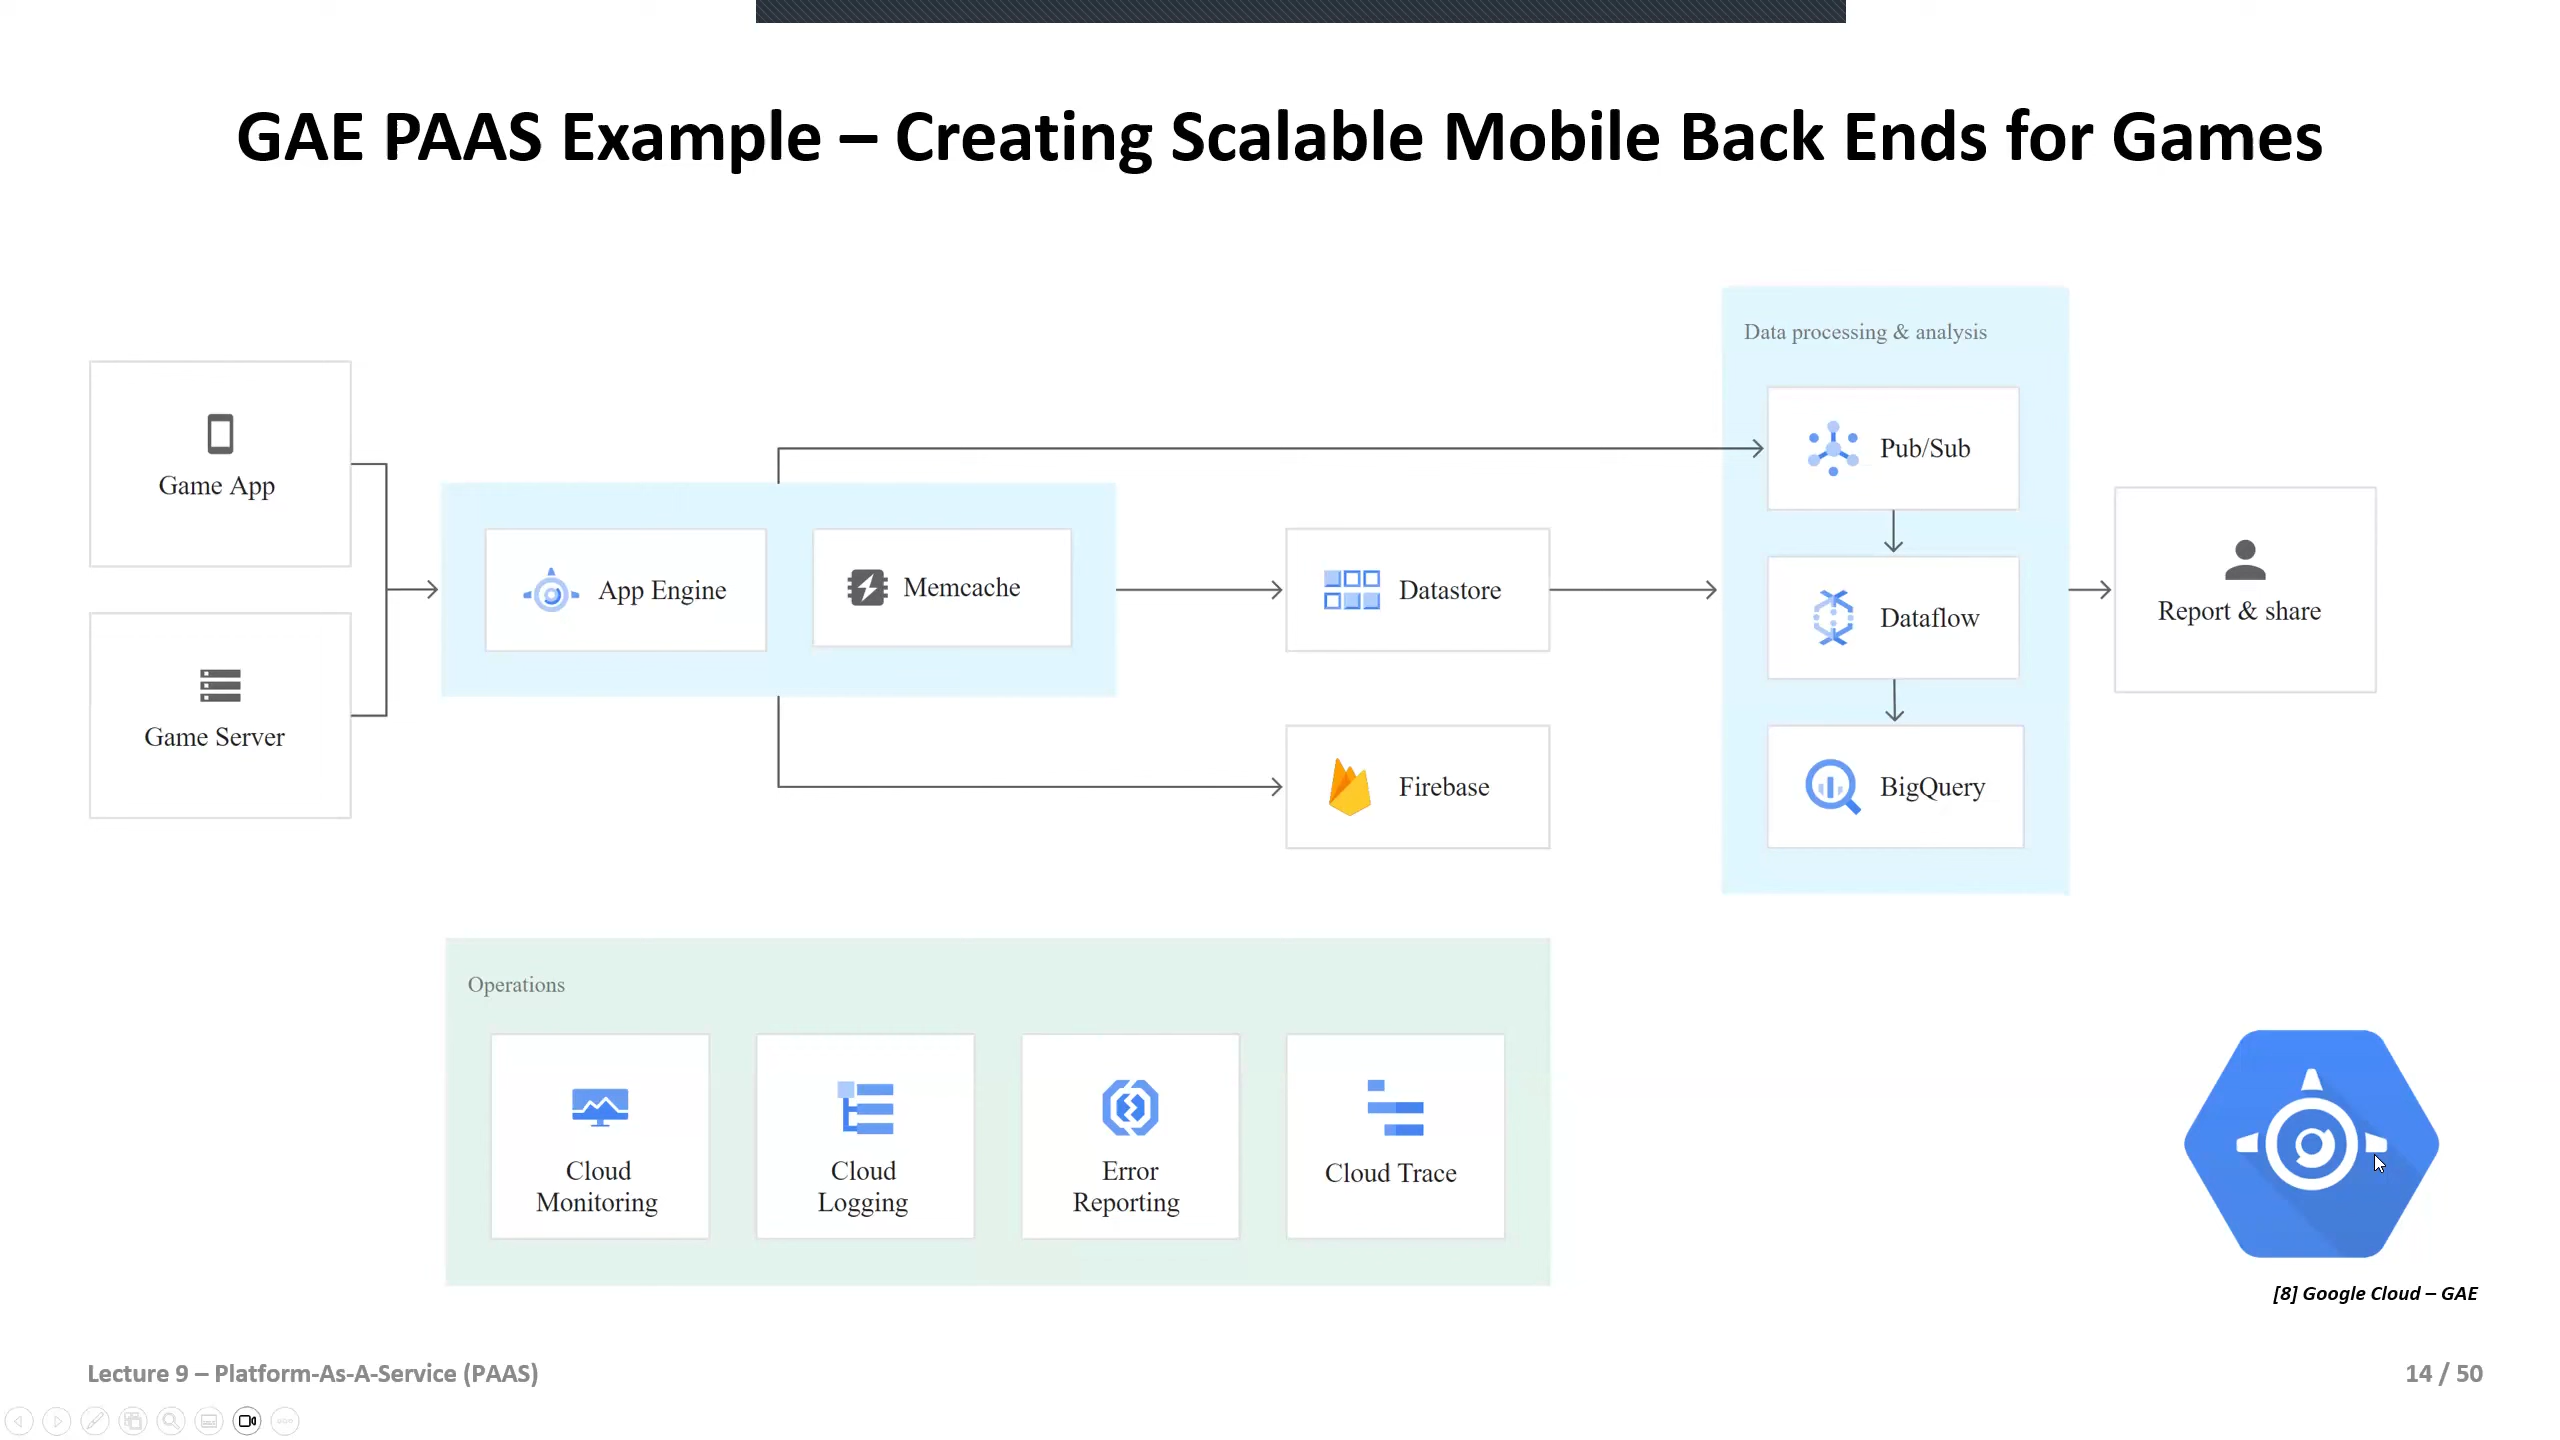 GAE PAAS Example – Creating Scalable Mobile Back Ends for Games
Game App
Game Server
App Engine
Memcache
Datastore
Firebase
Data processing & analysis
Pub/Sub
Dataflow
BigQuery
Report & share
Operations
Cloud
Monitoring
Cloud
Logging
Error
Reporting
Cloud Trace
[8] Google Cloud – GAE
Lecture 9 – Platform-As-A-Service (PAAS)
14 / 50